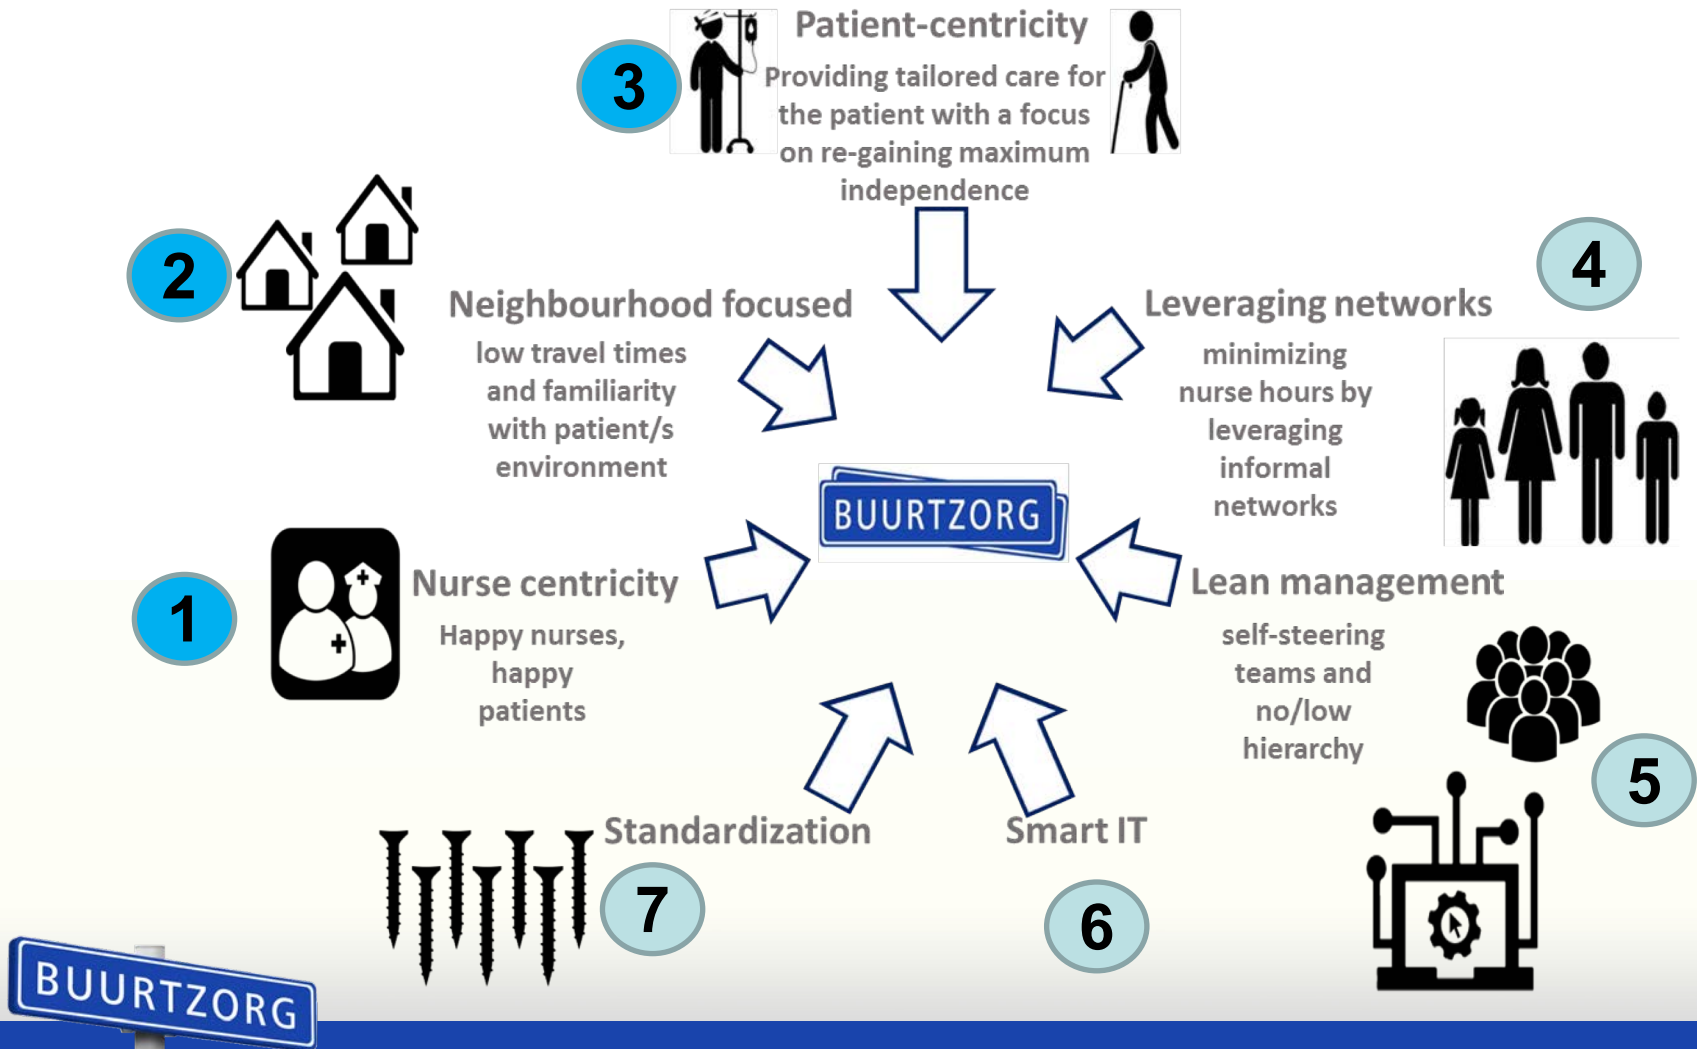 3
Patient-centricity
Providing tailored care for
the patient with a focus
on re-gaining maximum
independence
2
Neighbourhood focused
low travel times
and familiarity
with patient/s
environment
4
Leveraging networks
minimizing
nurse hours by
leveraging
informal
networks
BUURTZORG
1
Nurse centricity
Happy nurses,
happy
patients
Lean management
self-steering
teams and
no/low
hierarchy
5
Standardization
7
Smart IT
6
BUURTZORG